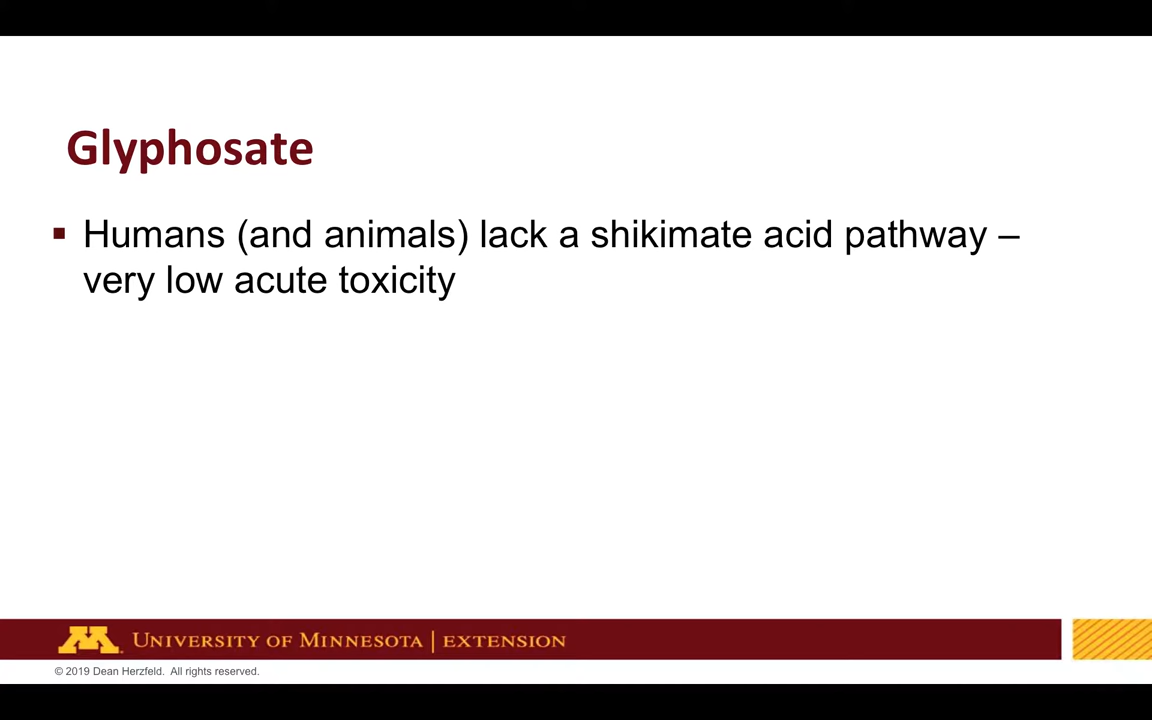 Glyphosate
▪ Humans (and animals) lack a shikimate acid pathway –
very low acute toxicity
M
UNIVERSITY OF MINNESOTA | EXTENSION
© 2019 Dean Herzfeld. All rights reserved.